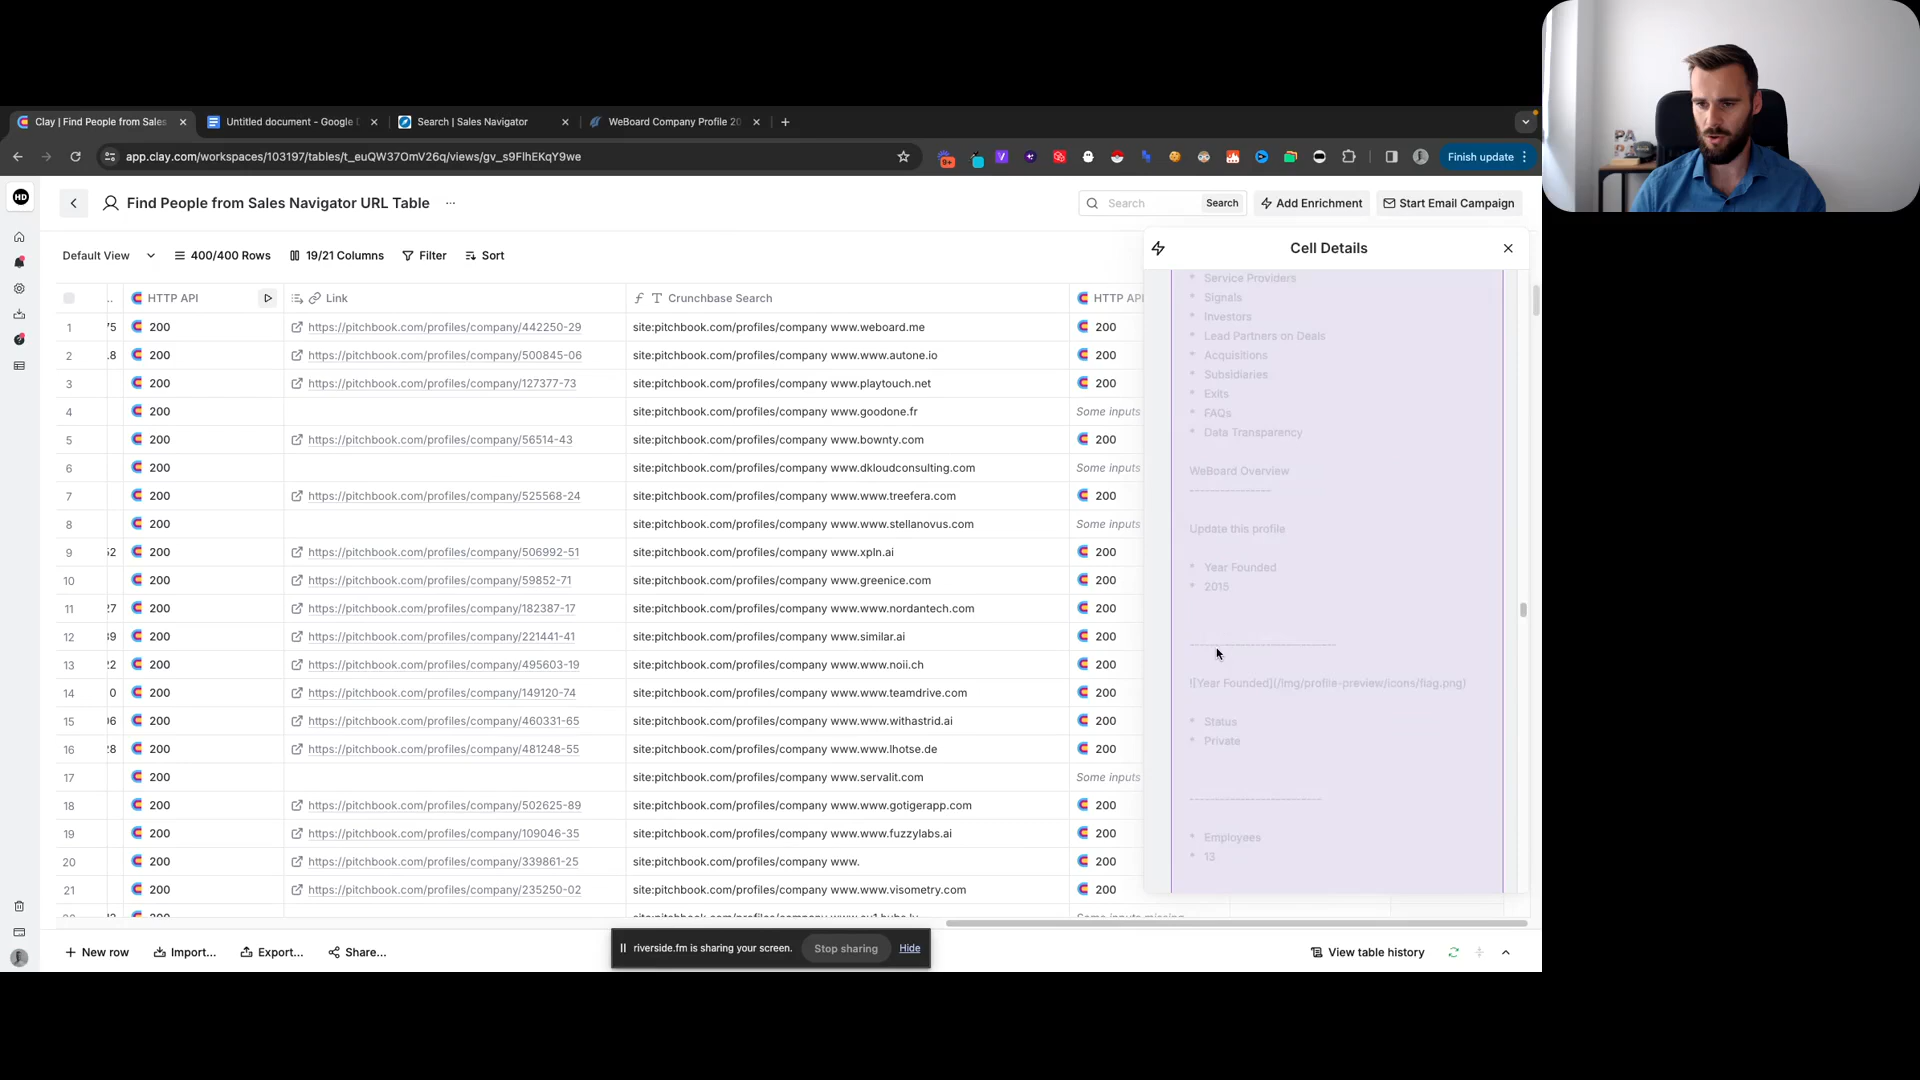 Clay | Find People from Sales
Untitled document - Google
Search | Sales Navigator
WeBoard Company Profile 20
app.clay.com/workspaces/103197/tables/t_euQW37OmV26q/views/gv_s9FlhEKqY9we
9+
Finish update
HD
Find People from Sales Navigator URL Table
Search
Search
Add Enrichment
Start Email Campaign
Default View
400/400 Rows
19/21 Columns
Filter
Sort
Cell Details
.. HTTP API Link Crunchbase Search HTTP API
1 75 200 https://pitchbook.com/profiles/company/442250-29 site:pitchbook.com/profiles/company www.weboard.me 200
2 .8 200 https://pitchbook.com/profiles/company/500845-06 site:pitchbook.com/profiles/company www.www.autone.io 200
3 200 https://pitchbook.com/profiles/company/127377-73 site:pitchbook.com/profiles/company www.playtouch.net 200
4 200 site:pitchbook.com/profiles/company www.goodone.fr Some inputs
5 200 https://pitchbook.com/profiles/company/56514-43 site:pitchbook.com/profiles/company www.bownty.com 200
6 200 site:pitchbook.com/profiles/company www.dkloudconsulting.com Some inputs
7 200 https://pitchbook.com/profiles/company/525568-24 site:pitchbook.com/profiles/company www.www.treefera.com 200
8 200 site:pitchbook.com/profiles/company www.www.stellanovus.com Some inputs
9 52 200 https://pitchbook.com/profiles/company/506992-51 site:pitchbook.com/profiles/company www.xpln.ai 200
10 200 https://pitchbook.com/profiles/company/59852-71 site:pitchbook.com/profiles/company www.greenice.com 200
11 27 200 https://pitchbook.com/profiles/company/182387-17 site:pitchbook.com/profiles/company www.www.nordantech.com 200
12 39 200 https://pitchbook.com/profiles/company/221441-41 site:pitchbook.com/profiles/company www.similar.ai 200
13 22 200 https://pitchbook.com/profiles/company/495603-19 site:pitchbook.com/profiles/company www.www.noii.ch 200
14 0 200 https://pitchbook.com/profiles/company/149120-74 site:pitchbook.com/profiles/company www.www.teamdrive.com 200
15 06 200 https://pitchbook.com/profiles/company/460331-65 site:pitchbook.com/profiles/company www.www.withastrid.ai 200
16 28 200 https://pitchbook.com/profiles/company/481248-55 site:pitchbook.com/profiles/company www.www.lhotse.de 200
17 200 site:pitchbook.com/profiles/company www.servalit.com Some inputs
18 200 https://pitchbook.com/profiles/company/502625-89 site:pitchbook.com/profiles/company www.www.gotigerapp.com 200
19 200 https://pitchbook.com/profiles/company/109046-35 site:pitchbook.com/profiles/company www.www.fuzzylabs.ai 200
20 200 https://pitchbook.com/profiles/company/339861-25 site:pitchbook.com/profiles/company www. 200
21 200 https://pitchbook.com/profiles/company/235250-02 site:pitchbook.com/profiles/company www.www.visometry.com 200
* Service Providers
* Signals
* Investors
* Lead Partners on Deals
* Acquisitions
* Subsidiaries
* Exits
* FAQs
* Data Transparency
WeBoard Overview
----------------
Update this profile
* Year Founded
* 2015
![Year Founded](/img/profile-preview/icons/flag.png)
* Status
* Private
* Employees
* 13
New row
Import...
Export...
Share...
riverside.fm is sharing your screen.
Stop sharing
Hide
View table history
PA